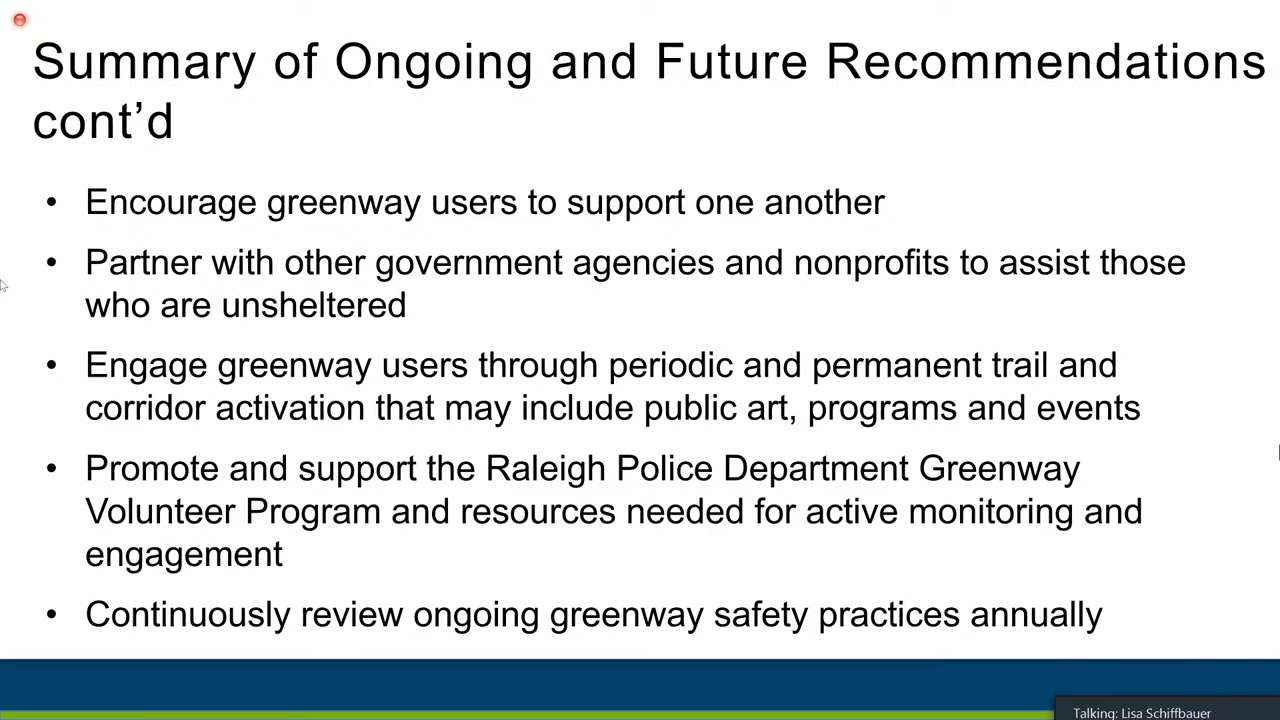 Summary of Ongoing and Future Recommendations
cont’d
• Encourage greenway users to support one another
• Partner with other government agencies and nonprofits to assist those
who are unsheltered
• Engage greenway users through periodic and permanent trail and
corridor activation that may include public art, programs and events
• Promote and support the Raleigh Police Department Greenway
Volunteer Program and resources needed for active monitoring and
engagement
• Continuously review ongoing greenway safety practices annually
Talking: Lisa Schiffbauer